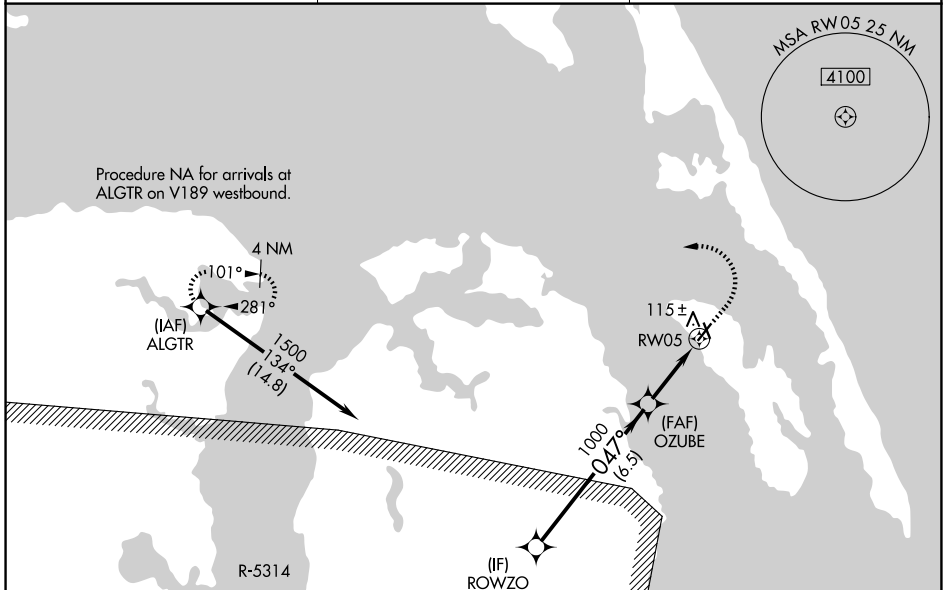 MSA RW05 25 NM
4100
Procedure NA for arrivals at
ALGTR on V189 westbound.
4 NM
101°
281°
(IAF)
ALGTR
1500
134°
(14.8)
115±
RW05
(FAF)
OZUBE
1000
047°
(6.5)
(IF)
ROWZO
R-5314